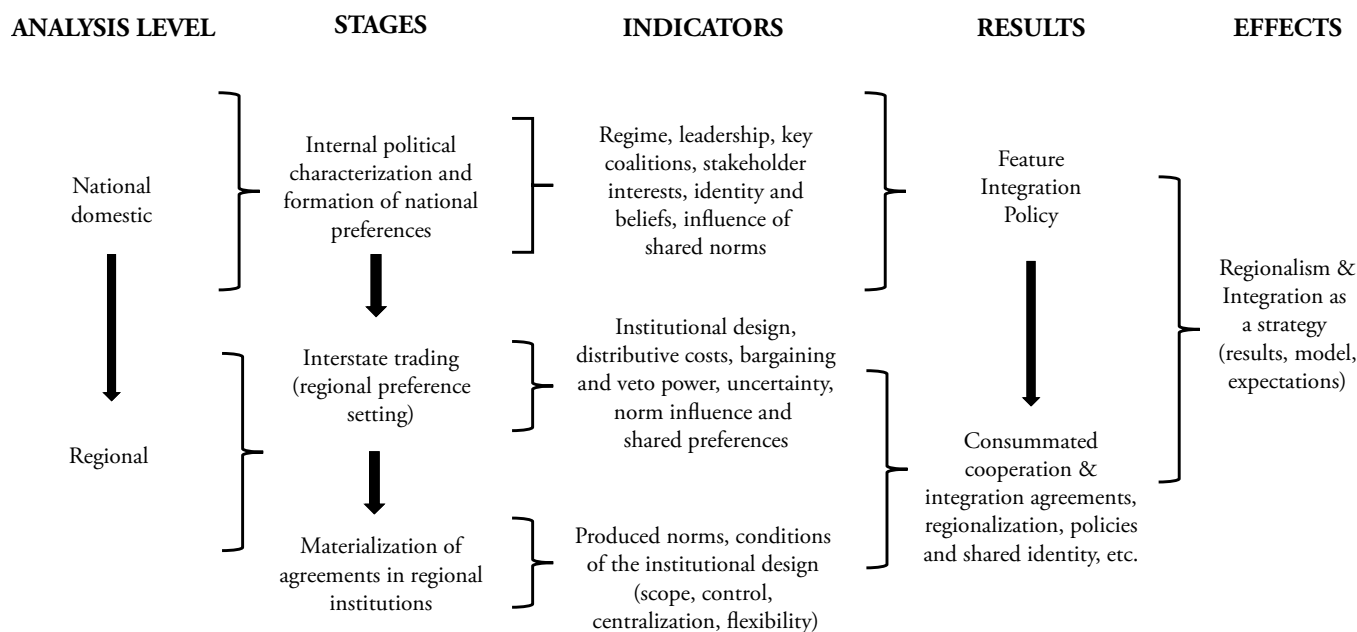 ANALYSIS LEVEL
STAGES
INDICATORS
RESULTS
EFFECTS
National
domestic
Regional
Internal political
characterization and
formation of national
preferences
Interstate trading
(regional preference
setting)
Materialization of
agreements in regional
institutions
Regime, leadership, key
coalitions, stakeholder
interests, identity and
beliefs, influence of
shared norms
Institutional design,
distributive costs, bargaining
and veto power, uncertainty,
norm influence and
shared preferences
Produced norms, conditions
of the institutional design
(scope, control,
centralization, flexibility)
Feature
Integration
Policy
Consummated
cooperation &
integration agreements,
regionalization, policies
and shared identity, etc.
Regionalism &
Integration as
a strategy
(results, model,
expectations)